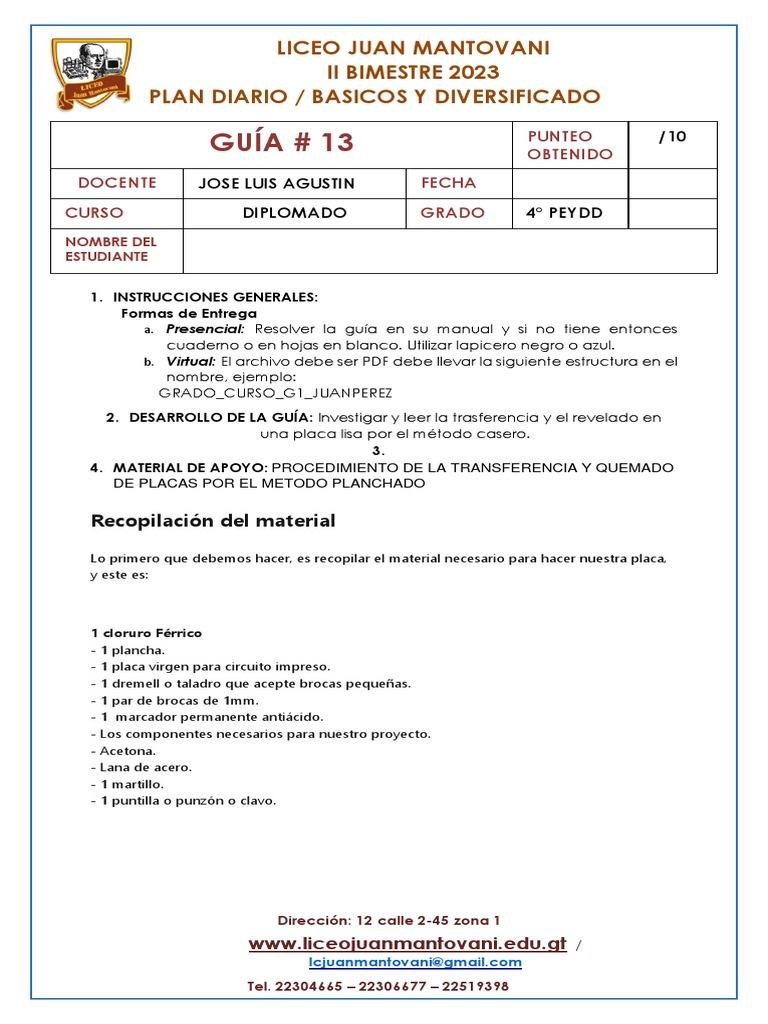 LICEO JUAN MANTOVANI
II BIMESTRE 2023
PLAN DIARIO / BASICOS Y DIVERSIFICADO
LICEO
Juan Mantovani
GUÍA # 13
PUNTEO OBTENIDO
/10
DOCENTE
JOSE LUIS AGUSTIN
FECHA
CURSO
DIPLOMADO
GRADO
4° PEYDD
NOMBRE DEL
ESTUDIANTE
1. INSTRUCCIONES GENERALES:
Formas de Entrega
a. Presencial: Resolver la guía en su manual y si no tiene entonces
cuaderno o en hojas en blanco. Utilizar lapicero negro o azul.
b. Virtual: El archivo debe ser PDF debe llevar la siguiente estructura en el
nombre, ejemplo:
GRADO_CURSO_G1_JUANPEREZ
2. DESARROLLO DE LA GUÍA: Investigar y leer la trasferencia y el revelado en
una placa lisa por el método casero.
3.
4. MATERIAL DE APOYO: PROCEDIMIENTO DE LA TRANSFERENCIA Y QUEMADO
DE PLACAS POR EL METODO PLANCHADO
Recopilación del material
Lo primero que debemos hacer, es recopilar el material necesario para hacer nuestra placa,
y este es:
1 cloruro Férrico
- 1 plancha.
- 1 placa virgen para circuito impreso.
- 1 dremell o taladro que acepte brocas pequeñas.
- 1 par de brocas de 1mm.
- 1 marcador permanente antiácido.
- Los componentes necesarios para nuestro proyecto.
- Acetona.
- Lana de acero.
- 1 martillo.
- 1 puntilla o punzón o clavo.
Dirección: 12 calle 2-45 zona 1
www.liceojuanmantovani.edu.gt /
lcjuanmantovani@gmail.com
Tel. 22304665 – 22306677 – 22519398